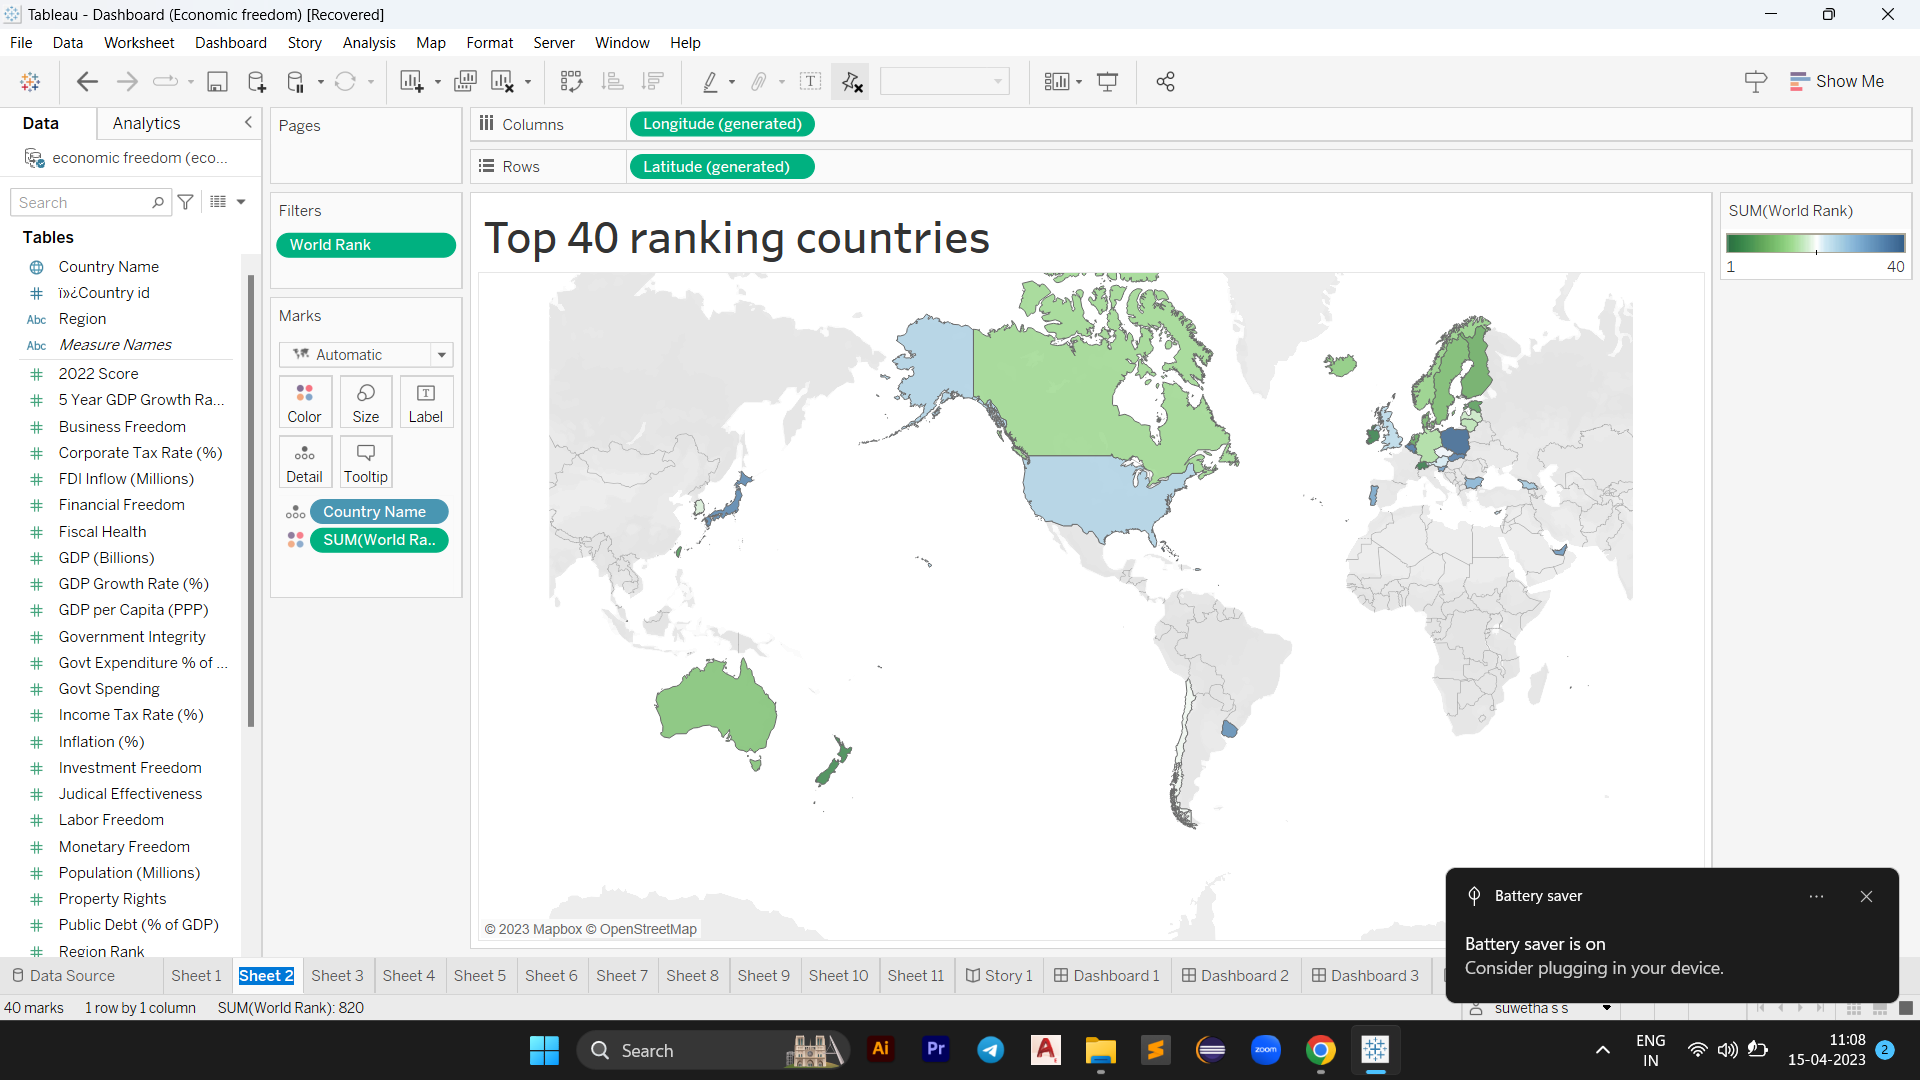 Tableau - Dashboard (Economic freedom) [Recovered]
File Data Worksheet Dashboard Story Analysis Map Format Server Window Help
Show Me
Data Analytics
economic freedom (eco...
Search
Tables
Country Name
ï»¿Country id
Abc Region
Abc Measure Names
2022 Score
5 Year GDP Growth Ra...
Business Freedom
Corporate Tax Rate (%)
FDI Inflow (Millions)
Financial Freedom
Fiscal Health
GDP (Billions)
GDP Growth Rate (%)
GDP per Capita (PPP)
Government Integrity
Govt Expenditure % of ...
Govt Spending
Income Tax Rate (%)
Inflation (%)
Investment Freedom
Judical Effectiveness
Labor Freedom
Monetary Freedom
Population (Millions)
Property Rights
Public Debt (% of GDP)
Region Rank
Pages
Filters
World Rank
Marks
Automatic
Color Size Label
Detail Tooltip
Country Name
SUM(World Ra..
Columns Longitude (generated)
Rows Latitude (generated)
Top 40 ranking countries
© 2023 Mapbox © OpenStreetMap
SUM(World Rank)
1 40
Battery saver
Battery saver is on
Consider plugging in your device.
Data Source Sheet 1 Sheet 2 Sheet 3 Sheet 4 Sheet 5 Sheet 6 Sheet 7 Sheet 8 Sheet 9 Sheet 10 Sheet 11 Story 1 Dashboard 1 Dashboard 2 Dashboard 3
40 marks 1 row by 1 column SUM(World Rank): 820
suwetha s s
Search
Ai Pr zoom
ENG
IN
11:08
15-04-2023
2